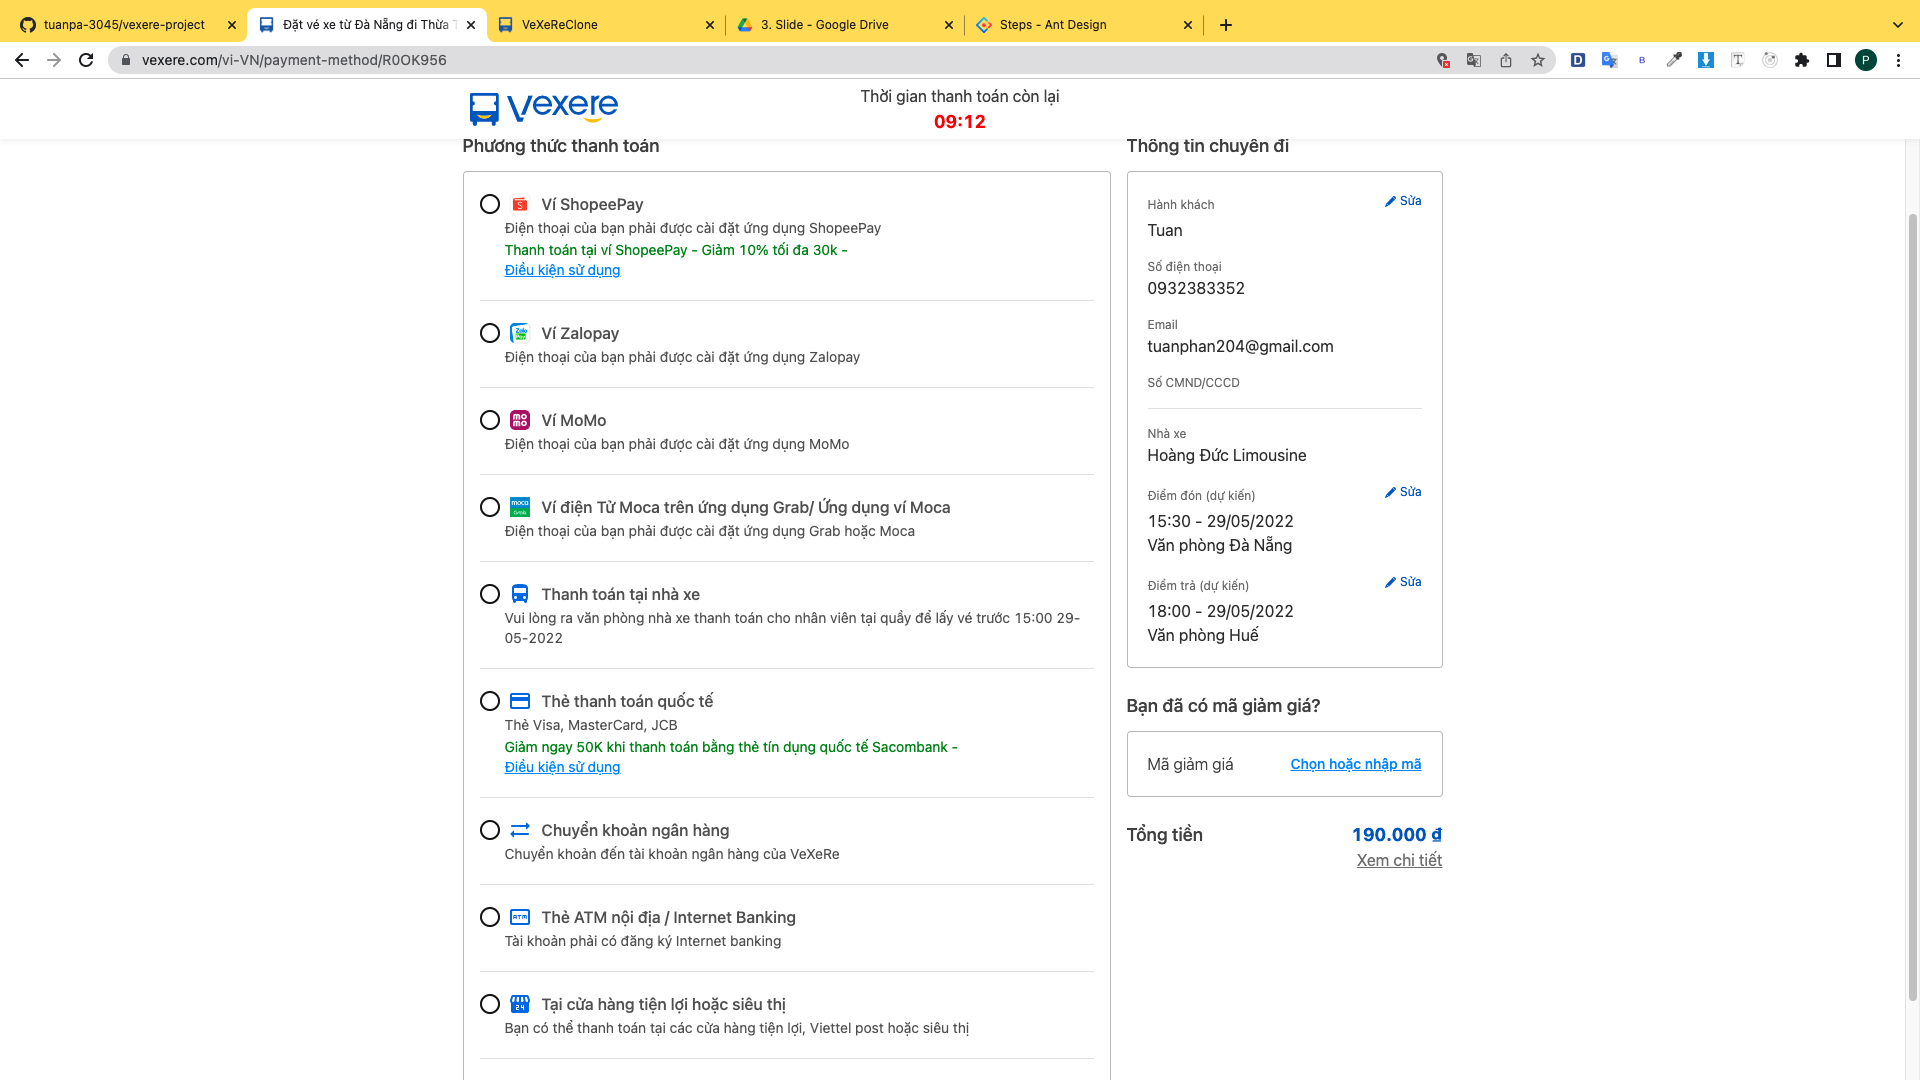 tuanpa-3045/vexere-project
Đặt vé xe từ Đà Nẵng đi Thừa T
VeXeReClone
3. Slide - Google Drive
Steps - Ant Design
vexere.com/vi-VN/payment-method/R0OK956
P
vexere
Thời gian thanh toán còn lại
09:12
Phương thức thanh toán
Ví ShopeePay
Điện thoại của bạn phải được cài đặt ứng dụng ShopeePay
Thanh toán tại ví ShopeePay - Giảm 10% tối đa 30k -
Điều kiện sử dụng
Ví Zalopay
Điện thoại của bạn phải được cài đặt ứng dụng Zalopay
Ví MoMo
Điện thoại của bạn phải được cài đặt ứng dụng MoMo
Ví điện Tử Moca trên ứng dụng Grab/ Ứng dụng ví Moca
Điện thoại của bạn phải được cài đặt ứng dụng Grab hoặc Moca
Thanh toán tại nhà xe
Vui lòng ra văn phòng nhà xe thanh toán cho nhân viên tại quầy để lấy vé trước 15:00 29-
05-2022
Thẻ thanh toán quốc tế
Thẻ Visa, MasterCard, JCB
Giảm ngay 50K khi thanh toán bằng thẻ tín dụng quốc tế Sacombank -
Điều kiện sử dụng
Chuyển khoản ngân hàng
Chuyển khoản đến tài khoản ngân hàng của VeXeRe
Thẻ ATM nội địa / Internet Banking
Tài khoản phải có đăng ký Internet banking
Tại cửa hàng tiện lợi hoặc siêu thị
Bạn có thể thanh toán tại các cửa hàng tiện lợi, Viettel post hoặc siêu thị
Thông tin chuyến đi
Hành khách
Sửa
Tuan
Số điện thoại
0932383352
Email
tuanphan204@gmail.com
Số CMND/CCCD
Nhà xe
Hoàng Đức Limousine
Điểm đón (dự kiến)
Sửa
15:30 - 29/05/2022
Văn phòng Đà Nẵng
Điểm trả (dự kiến)
Sửa
18:00 - 29/05/2022
Văn phòng Huế
Bạn đã có mã giảm giá?
Mã giảm giá
Chọn hoặc nhập mã
Tổng tiền
190.000 ₫
Xem chi tiết